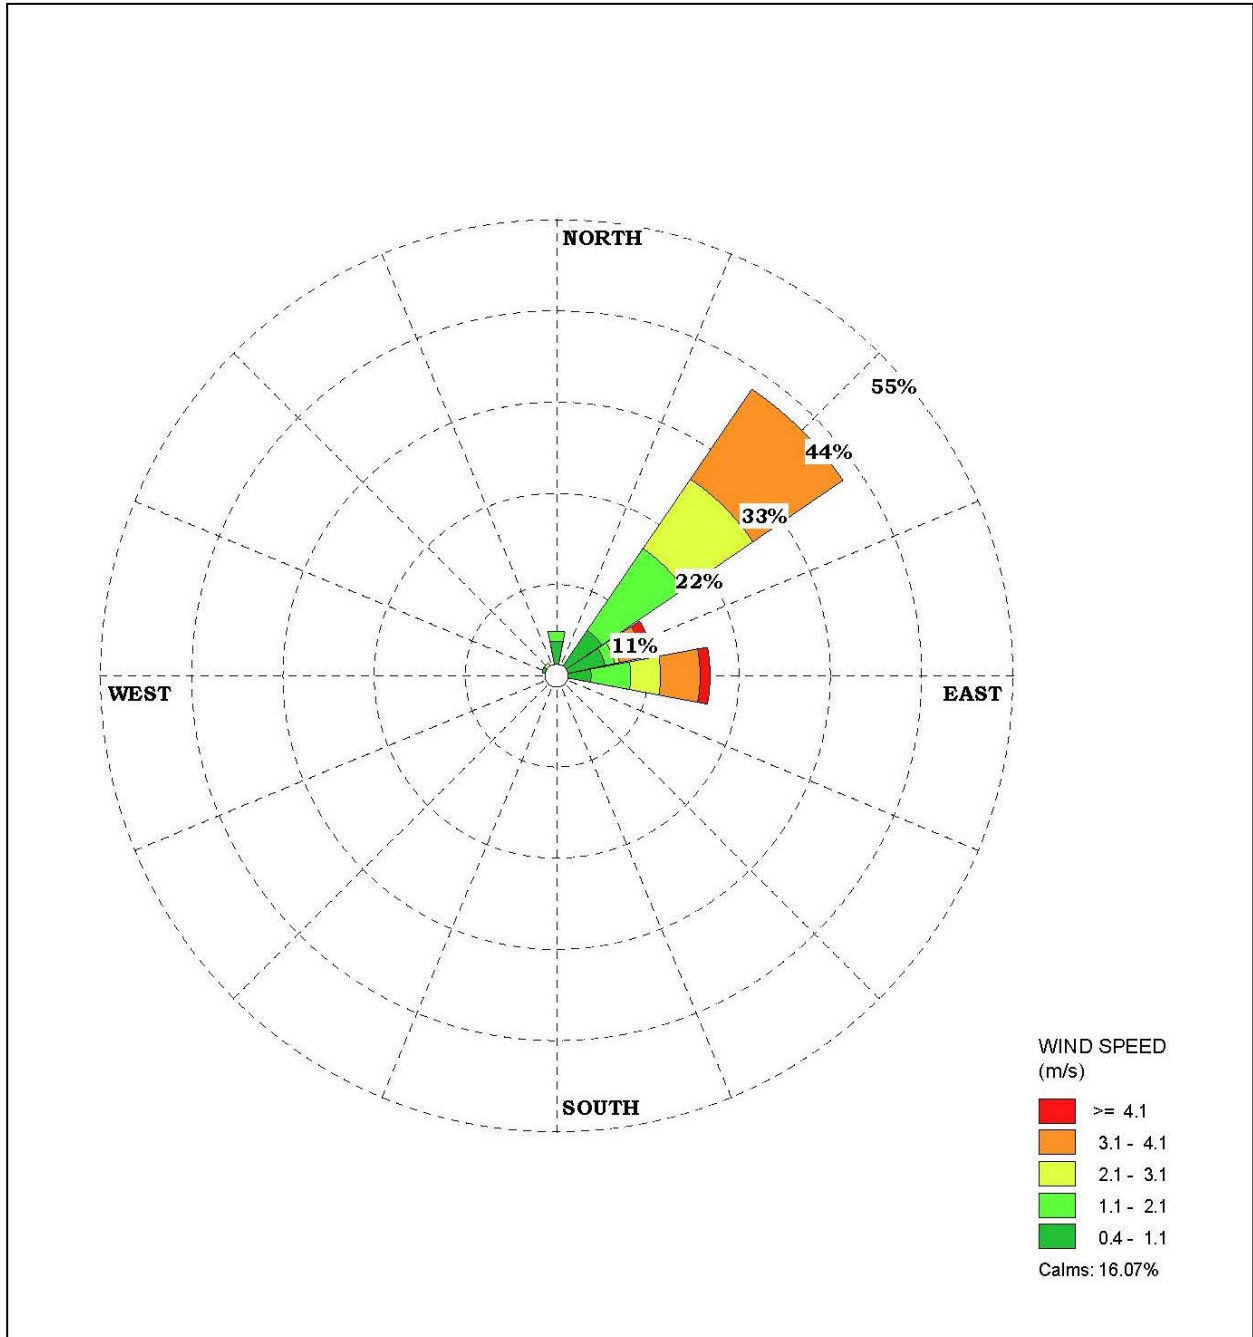 NORTH
55%
44%
33%
22%
11%
WEST
EAST
SOUTH
WIND SPEED
(m/s)
>= 4.1
3.1 - 4.1
2.1 - 3.1
1.1 - 2.1
0.4 - 1.1
Calms: 16.07%